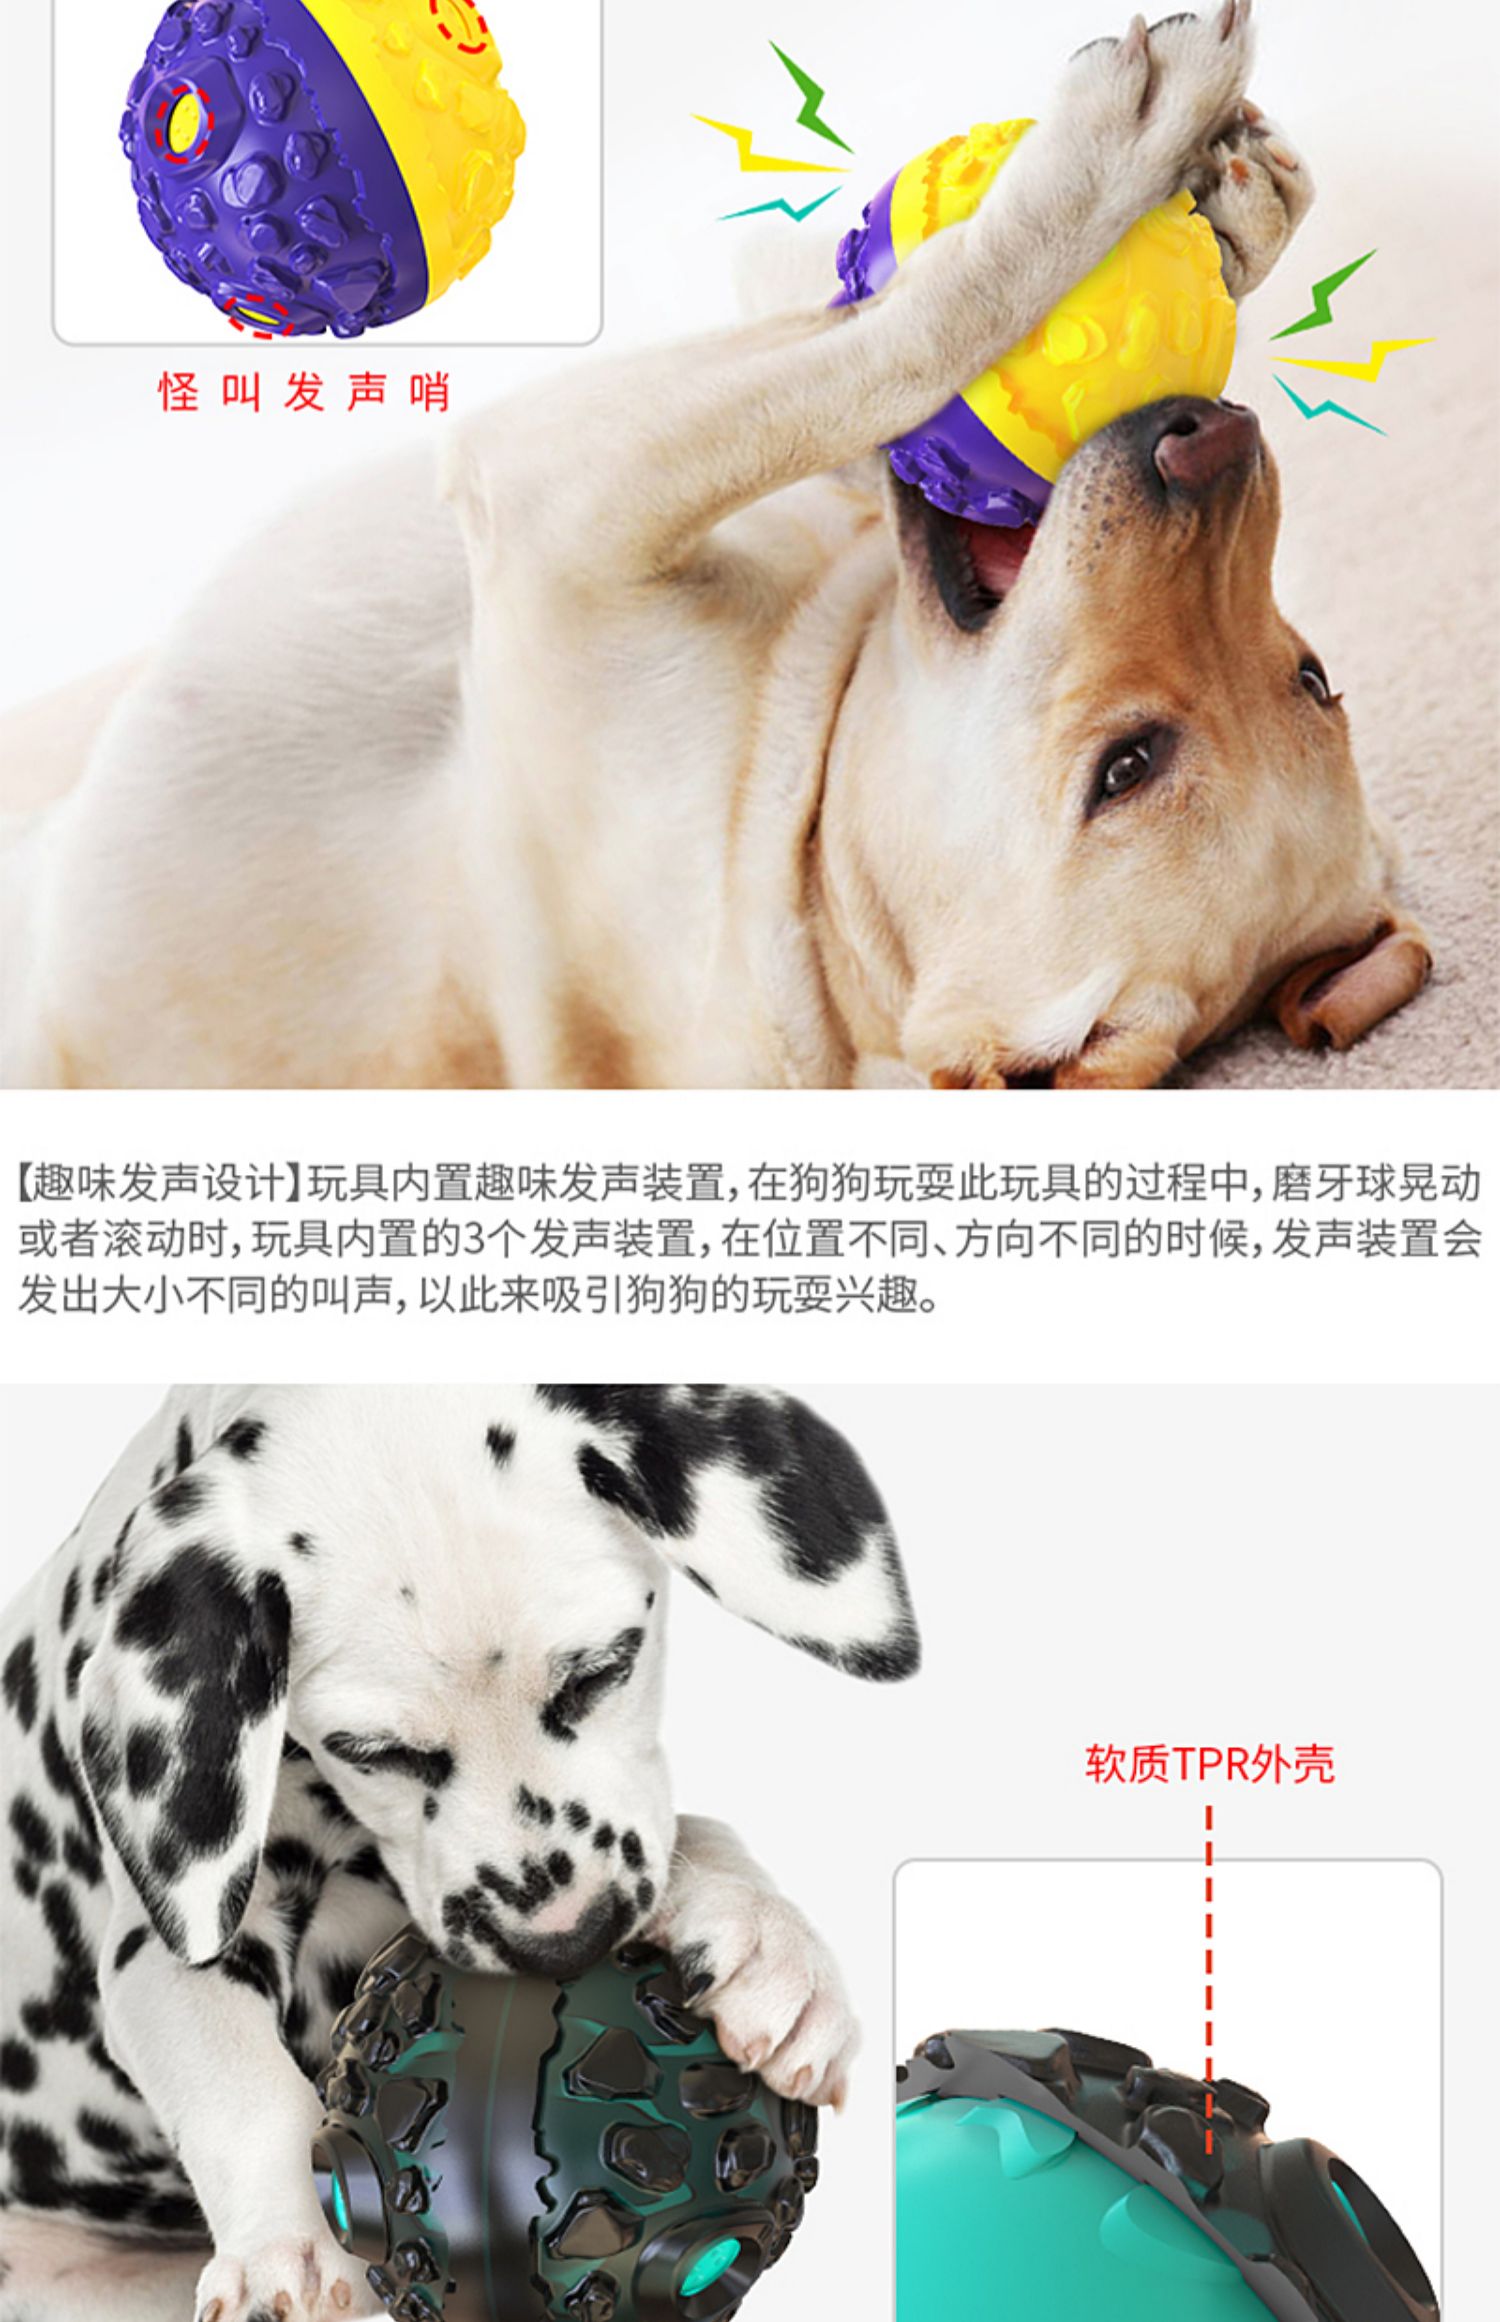 怪叫发声哨
【趣味发声设计】玩具内置趣味发声装置，在狗狗玩耍此玩具的过程中，磨牙球晃动
或者滚动时，玩具内置的3个发声装置，在位置不同、方向不同的时候，发声装置会
发出大小不同的叫声，以此来吸引狗狗的玩耍兴趣。
软质TPR外壳